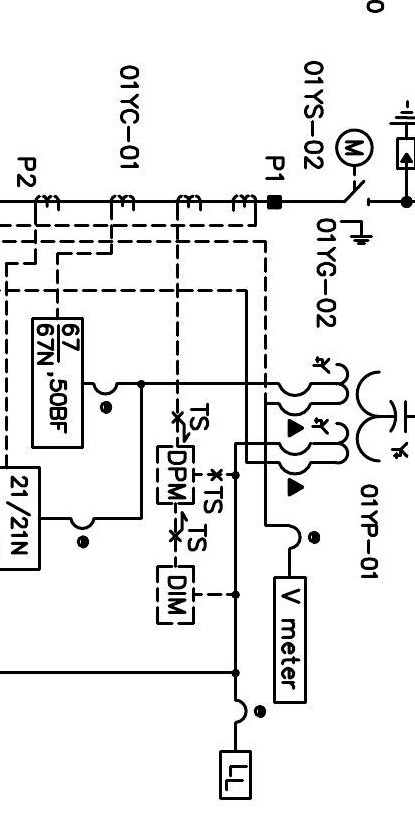 0
01YS-02
M
01YC-01
P1
P2
01YG-02
67
67N ,50BF
TS
DPM
TS
TS
21/21N
01YP-01
DIM
V meter
LL